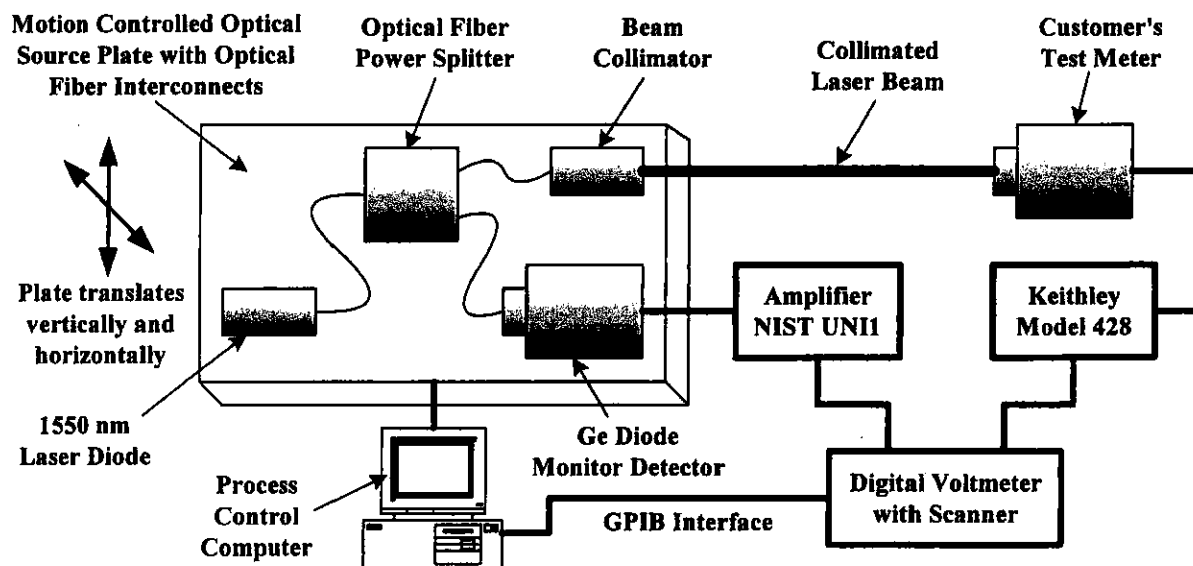 Motion Controlled Optical
Source Plate with Optical
Fiber Interconnects
Optical Fiber
Power Splitter
Beam
Collimator
Collimated
Laser Beam
Customer's
Test Meter
Plate translates
vertically and
horizontally
Amplifier
NIST UNI1
Keithley
Model 428
1550 nm
Laser Diode
Ge Diode
Monitor Detector
Process
Control
Computer
GPIB Interface
Digital Voltmeter
with Scanner